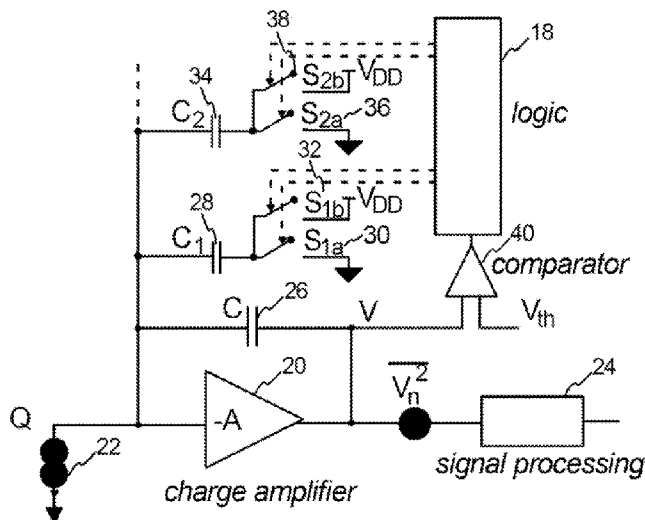 38
18
34
S2b VDD
C2
S2a 36
logic
32
28
S1b VDD
C1
S1a 30
40
comparator
26
C
V
Vth
20
Vn2
24
Q
-A
22
signal processing
charge amplifier